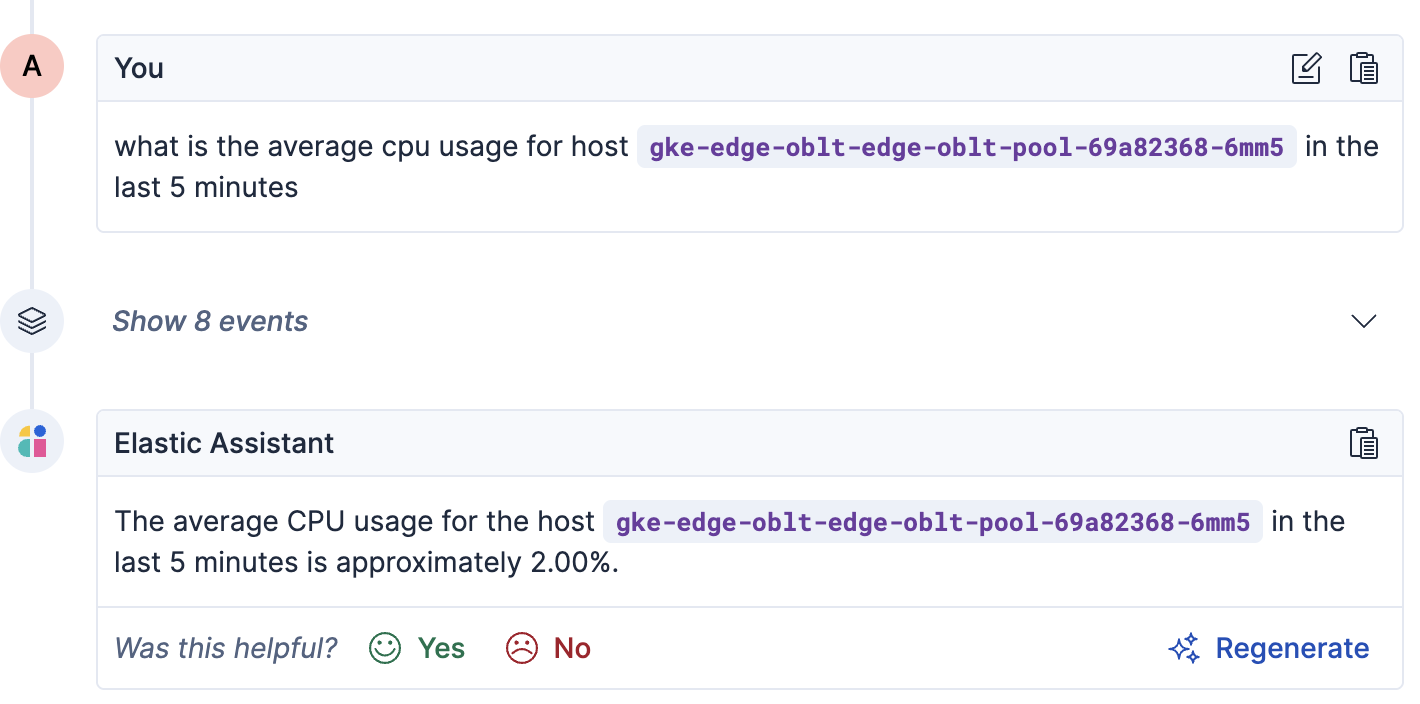 A
You
what is the average cpu usage for host gke-edge-oblt-edge-oblt-pool-69a82368-6mm5 in the
last 5 minutes
Show 8 events
Elastic Assistant
The average CPU usage for the host gke-edge-oblt-edge-oblt-pool-69a82368-6mm5 in the
last 5 minutes is approximately 2.00%.
Was this helpful? Yes No Regenerate